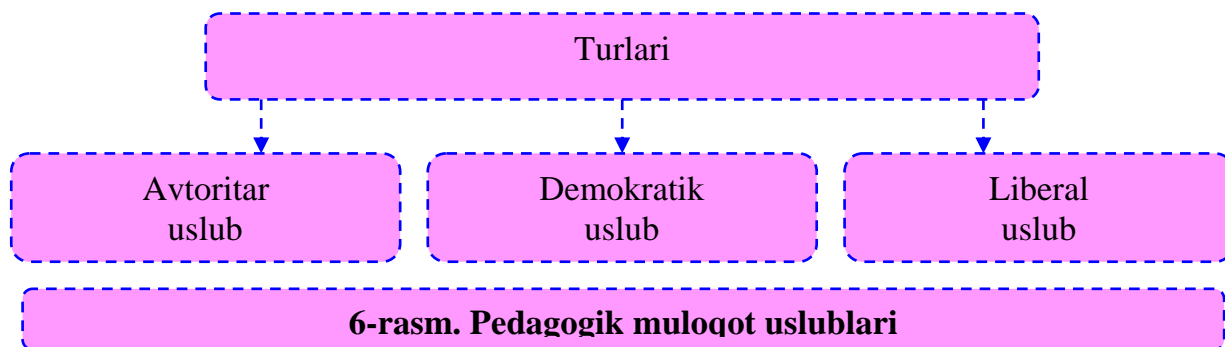 Turlari
Avtoritar
uslub
Demokratik
uslub
Liberal
uslub
6-rasm. Pedagogik muloqot uslublari